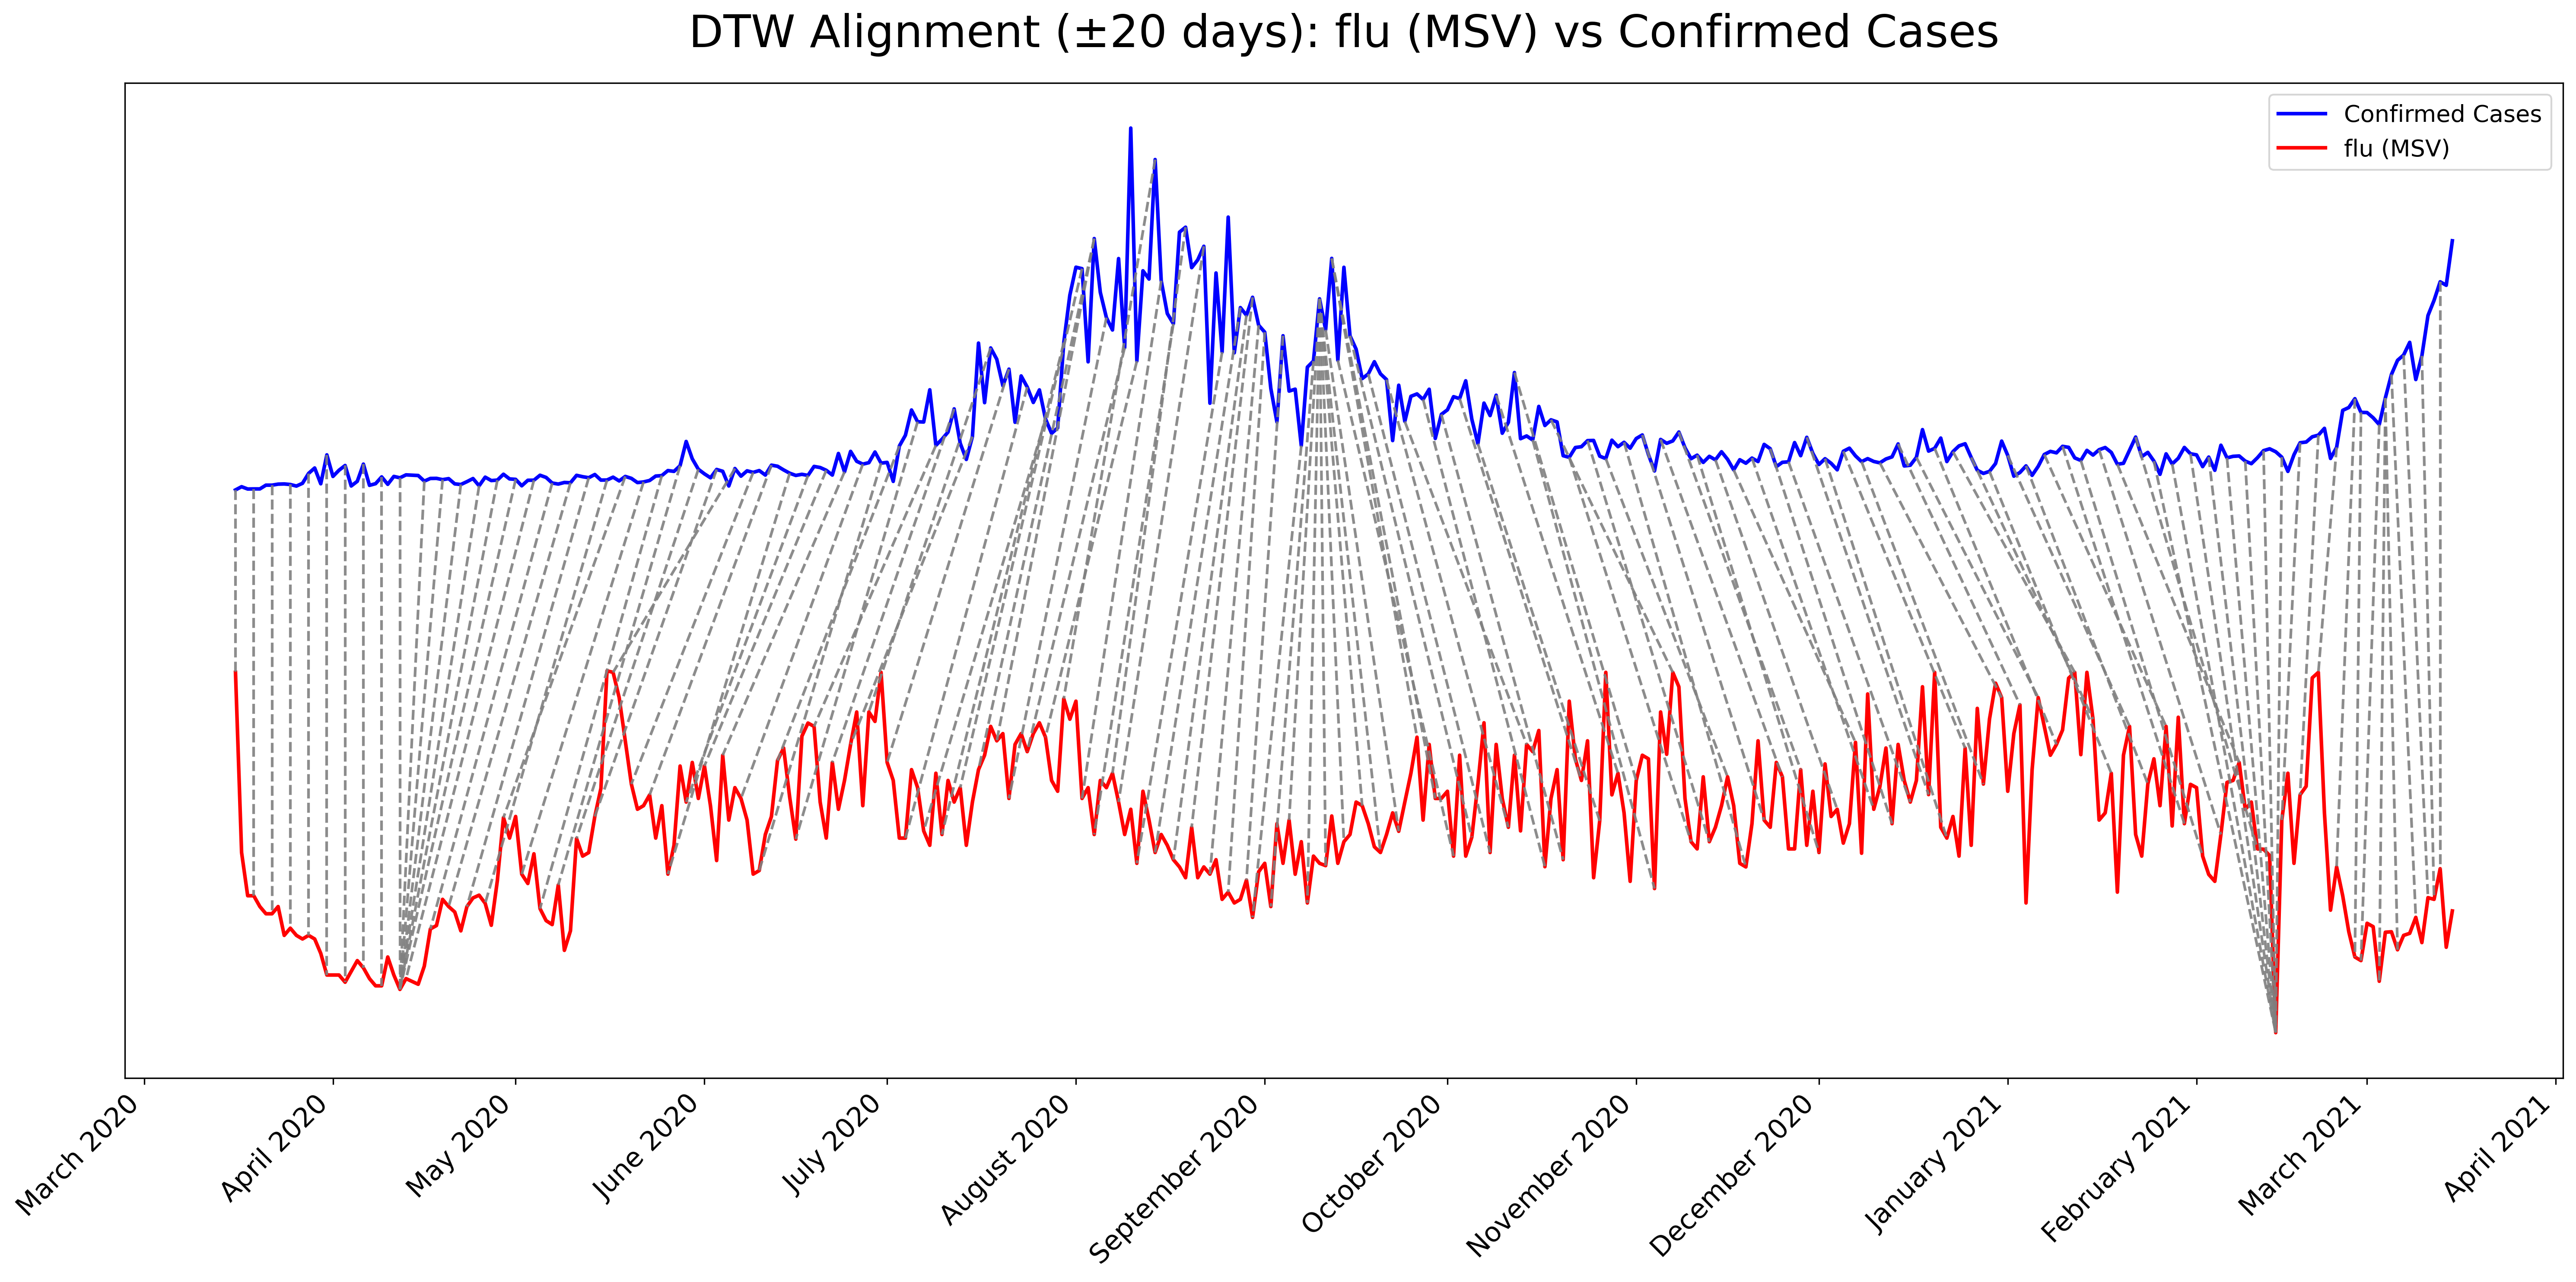 DTW Alignment (±20 days): flu (MSV) vs Confirmed Cases
Confirmed Cases
flu (MSV)
March 2020
April 2020
May 2020
June 2020
July 2020
August 2020
September 2020
October 2020
November 2020
December 2020
January 2021
February 2021
March 2021
April 2021